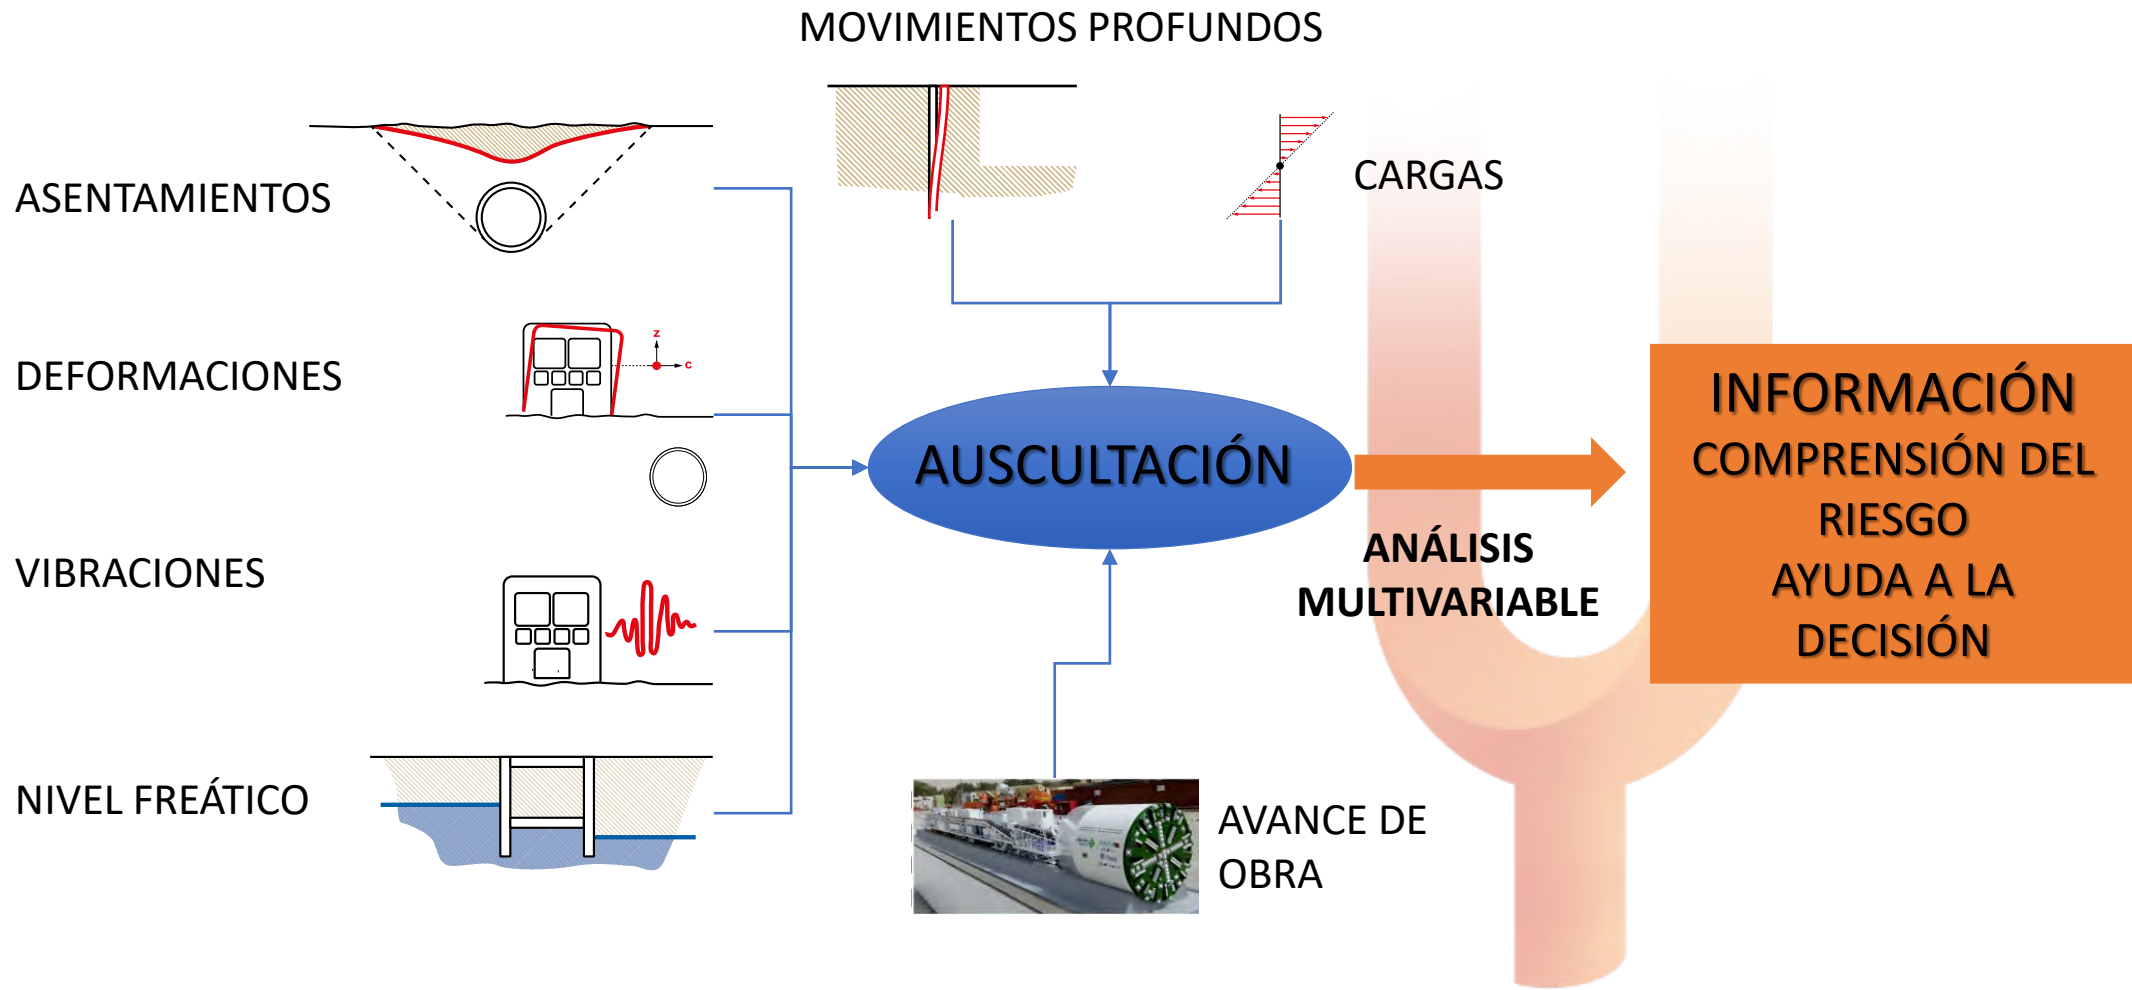 MOVIMIENTOS PROFUNDOS
ASENTAMIENTOS
CARGAS
DEFORMACIONES
z
c
INFORMACIÓN
COMPRENSIÓN DEL
RIESGO
AYUDA A LA
DECISIÓN
AUSCULTACIÓN
ANÁLISIS
MULTIVARIABLE
VIBRACIONES
NIVEL FREÁTICO
AVANCE DE
OBRA